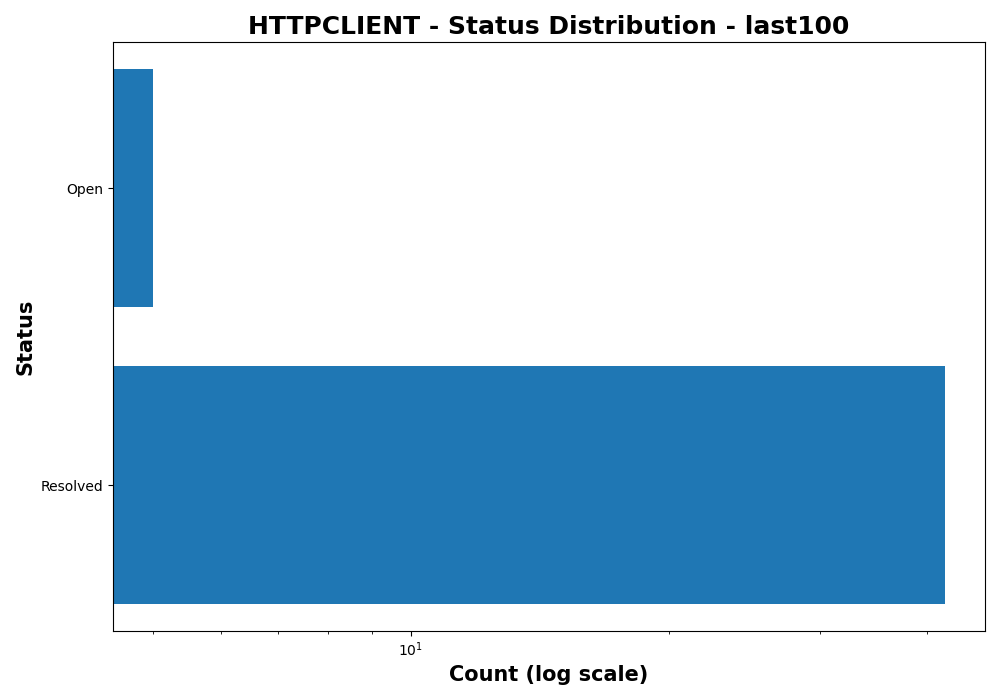 HTTPCLIENT - Status Distribution - last100
Open
Status
Resolved
10¹
Count (log scale)